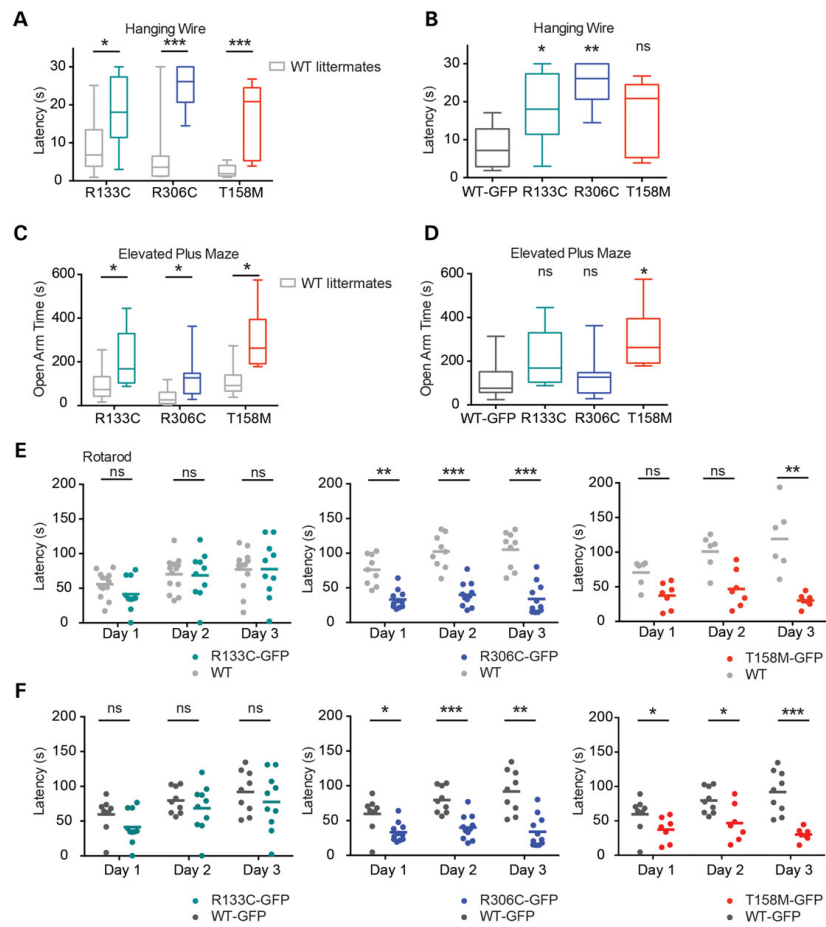 A
Hanging Wire
*
***
***
WT littermates
Latency (s)
30
20
10
0
R133C
R306C
T158M
B
Hanging Wire
*
**
ns
Latency (s)
30
20
10
0
WT-GFP
R133C
R306C
T158M
C
Elevated Plus Maze
*
*
*
WT littermates
Open Arm Time (s)
600
400
200
0
R133C
R306C
T158M
D
Elevated Plus Maze
ns
ns
*
Open Arm Time (s)
600
400
200
0
WT-GFP
R133C
R306C
T158M
E
Rotarod
ns
ns
ns
Latency (s)
200
150
100
50
0
Day 1
Day 2
Day 3
R133C-GFP
WT
**
***
***
Latency (s)
200
150
100
50
0
Day 1
Day 2
Day 3
R306C-GFP
WT
ns
ns
**
Latency (s)
200
150
100
50
0
Day 1
Day 2
Day 3
T158M-GFP
WT
F
ns
ns
ns
Latency (s)
200
150
100
50
0
Day 1
Day 2
Day 3
R133C-GFP
WT-GFP
*
***
**
Latency (s)
200
150
100
50
0
Day 1
Day 2
Day 3
R306C-GFP
WT-GFP
*
*
***
Latency (s)
200
150
100
50
0
Day 1
Day 2
Day 3
T158M-GFP
WT-GFP